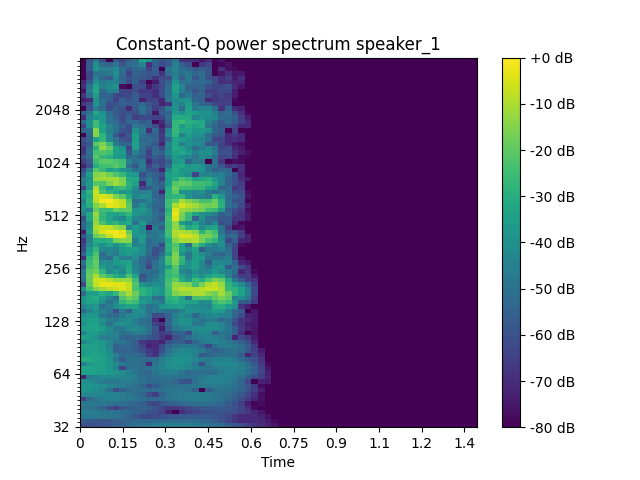 Constant-Q power spectrum speaker_1
Hz
2048
1024
512
256
128
64
32
0 0.15 0.3 0.45 0.6 0.75 0.9 1.1 1.2 1.4
Time
+0 dB
-10 dB
-20 dB
-30 dB
-40 dB
-50 dB
-60 dB
-70 dB
-80 dB